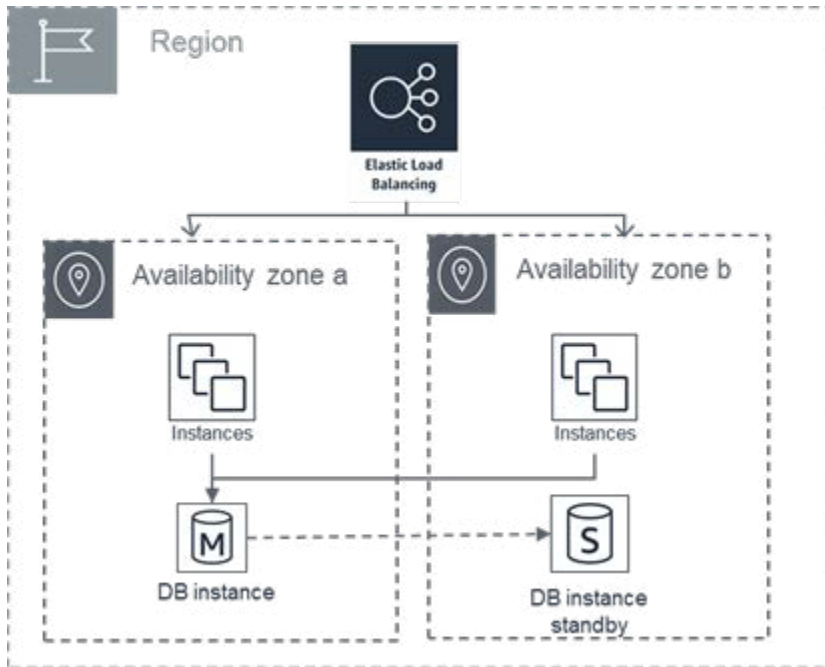 Region
Elastic Load
Balancing
Availability zone a
Availability zone b
Instances
Instances
M
S
DB instance
DB instance
standby